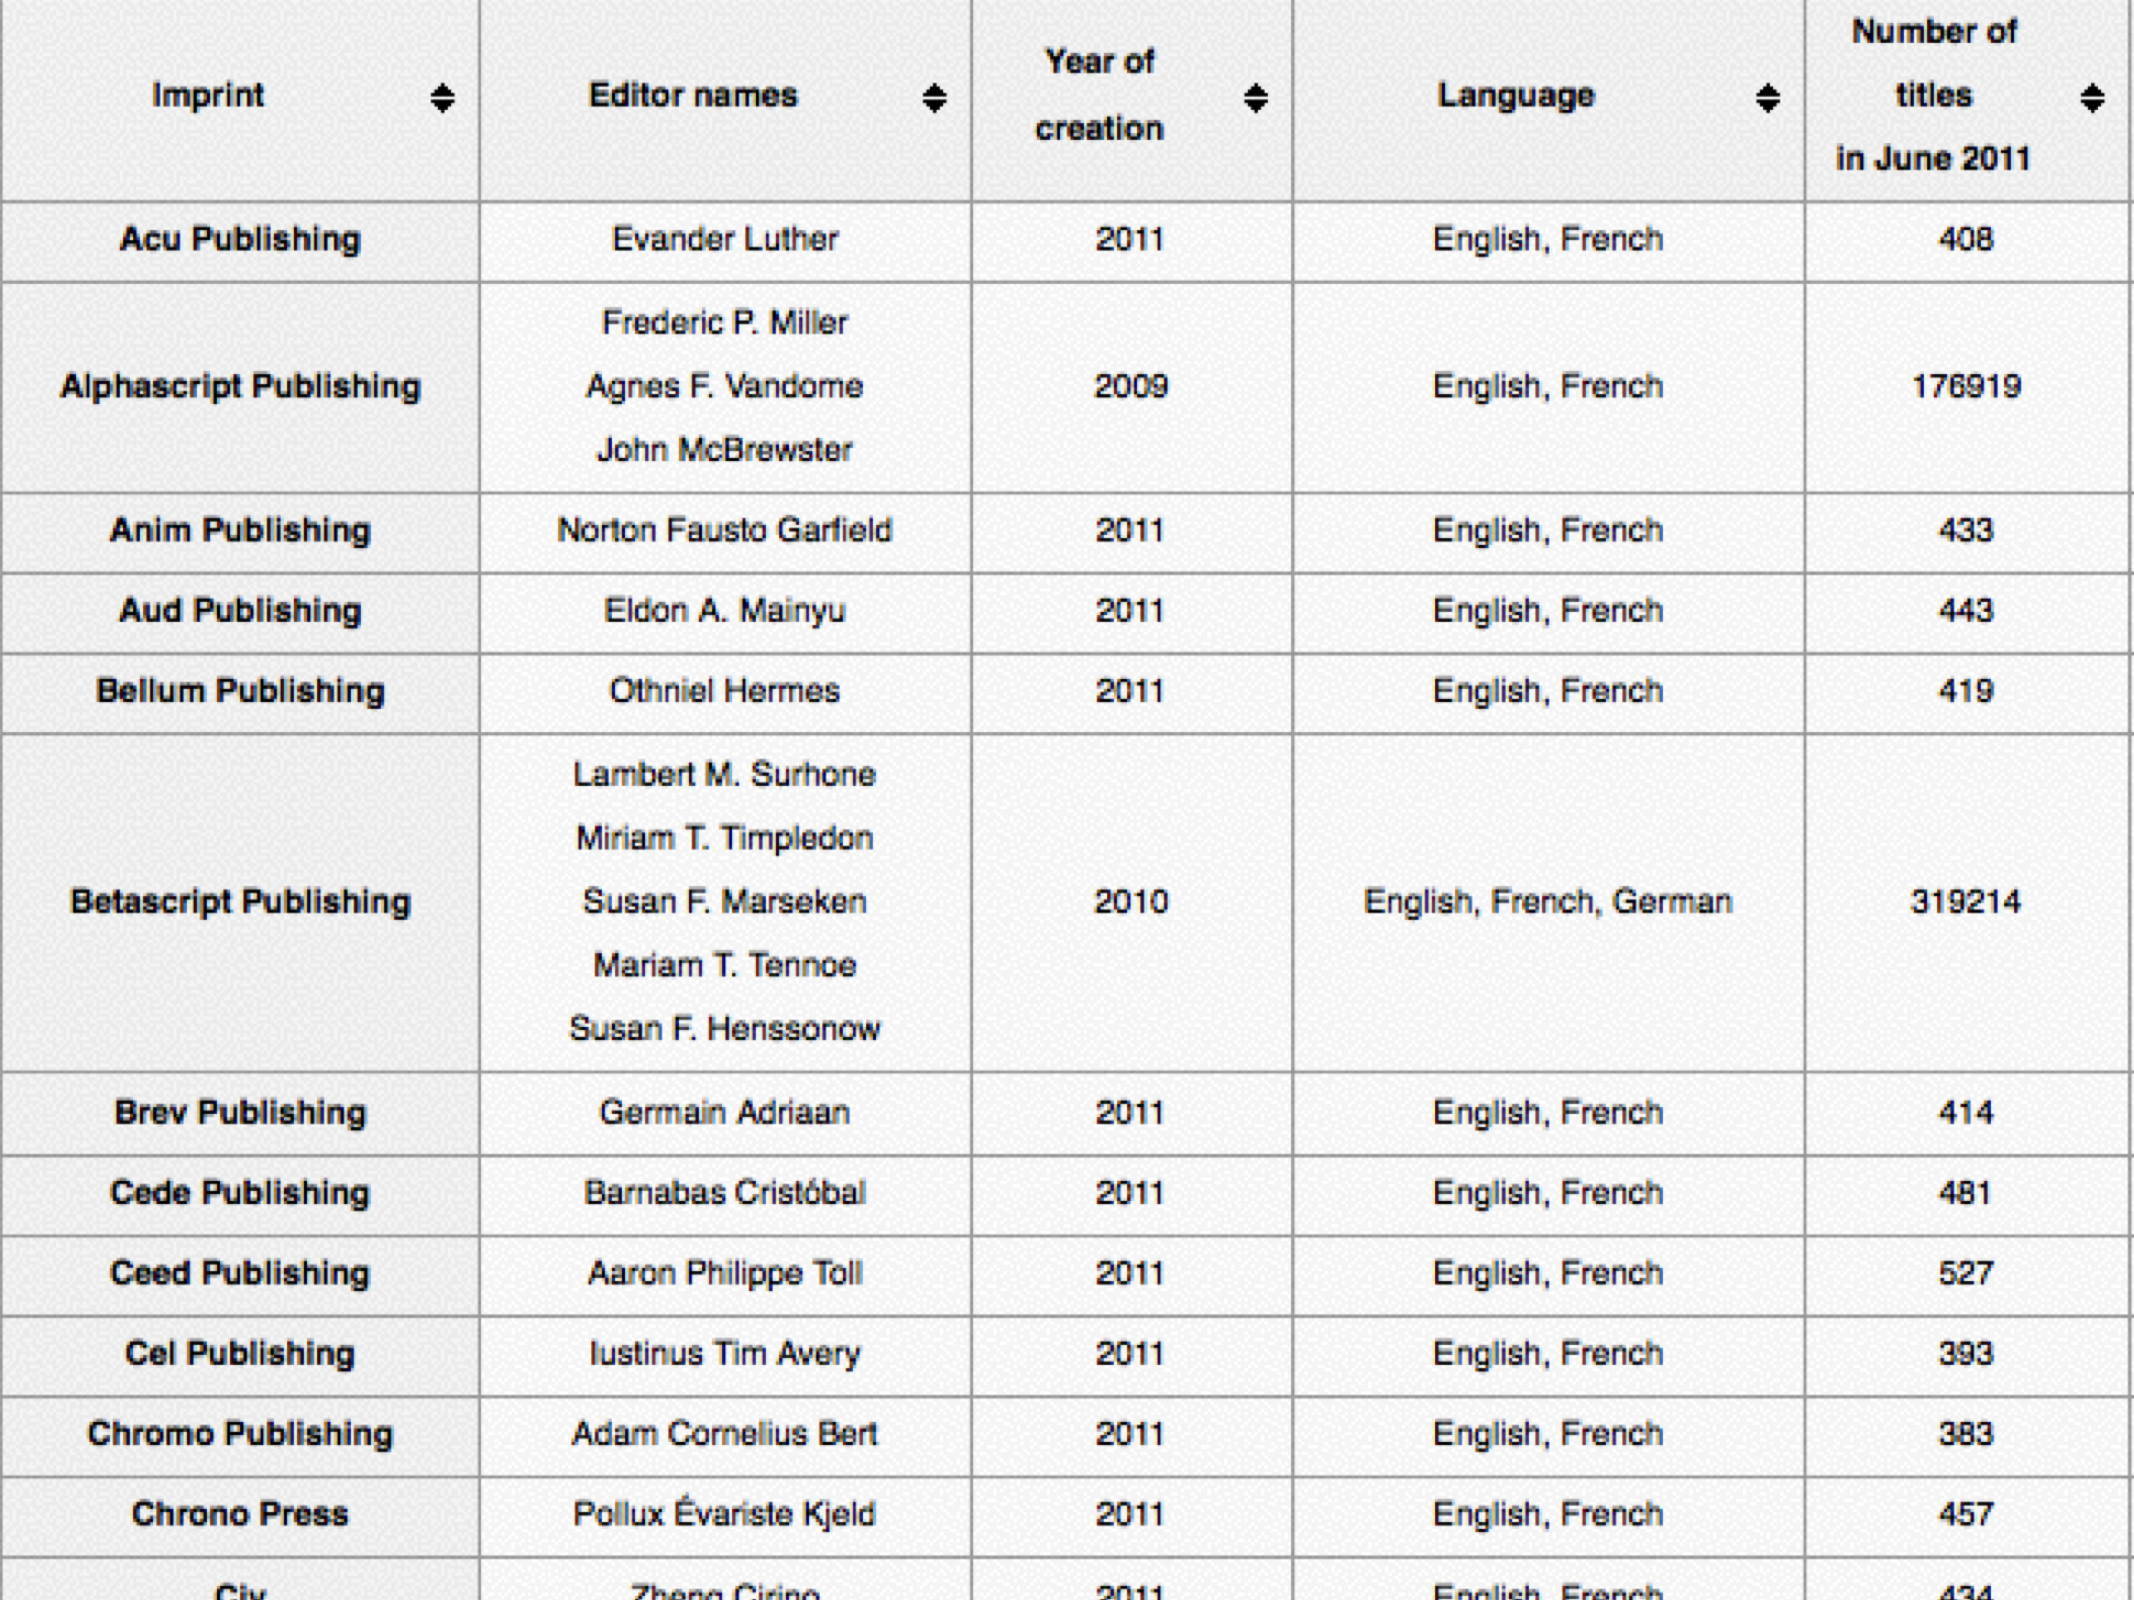 Imprint Editor names Year of creation Language Number of titles in June 2011
Acu Publishing Evander Luther 2011 English, French 408
Alphascript Publishing Frederic P. Miller Agnes F. Vandome John McBrewster 2009 English, French 176919
Anim Publishing Norton Fausto Garfield 2011 English, French 433
Aud Publishing Eldon A. Mainyu 2011 English, French 443
Bellum Publishing Othniel Hermes 2011 English, French 419
Betascript Publishing Lambert M. Surhone Miriam T. Timpledon Susan F. Marseken Mariam T. Tennoe Susan F. Henssonow 2010 English, French, German 319214
Brev Publishing Germain Adriaan 2011 English, French 414
Cede Publishing Barnabas Cristóbal 2011 English, French 481
Ceed Publishing Aaron Philippe Toll 2011 English, French 527
Cel Publishing Iustinus Tim Avery 2011 English, French 393
Chromo Publishing Adam Cornelius Bert 2011 English, French 383
Chrono Press Pollux Évariste Kjeld 2011 English, French 457
Civ Zheng Cirino 2011 English, French 434